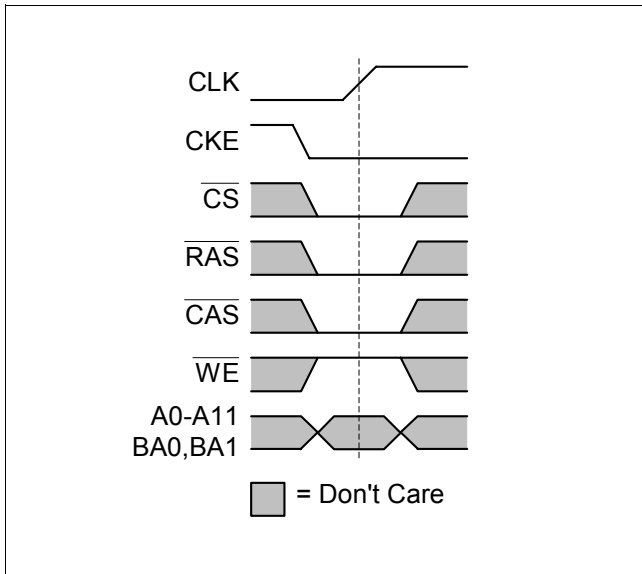 CLK
CKE
CS
RAS
CAS
WE
A0-A11
BA0,BA1
= Don't Care